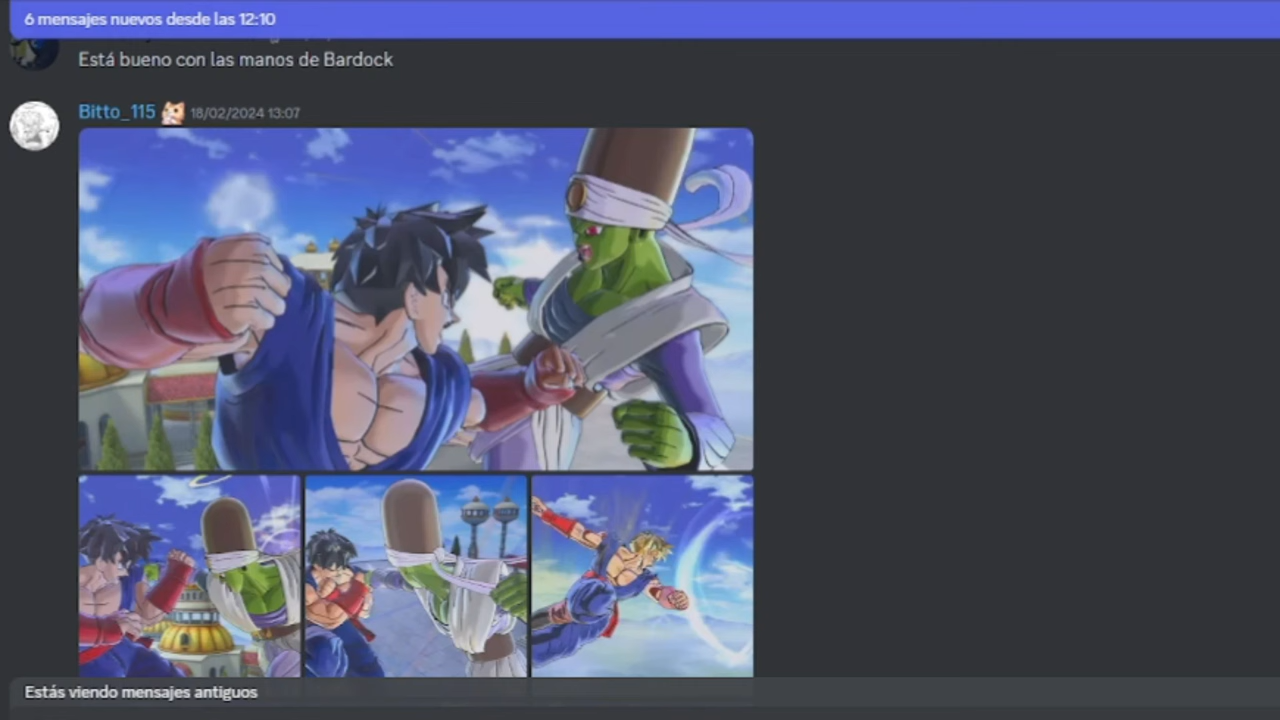 6 mensajes nuevos desde las 12:10
Está bueno con las manos de Bardock
Bitto_115 18/02/2024 13:07
Estás viendo mensajes antiguos